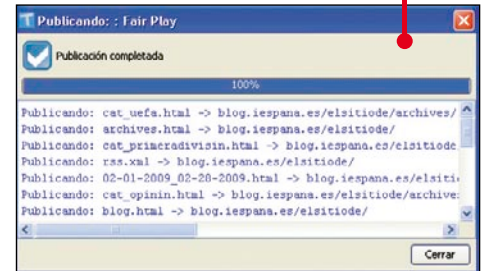 Publicando: : Fair Play
Publicación completada
100%
Publicando: cat_uefa.html -> blog.iespana.es/elsitiode/archives/
Publicando: archives.html -> blog.iespana.es/elsitiode/
Publicando: cat_primeradivisin.html -> blog.iespana.es/elsitiode
Publicando: rss.xml -> blog.iespana.es/elsitiode/
Publicando: 02-01-2009_02-28-2009.html -> blog.iespana.es/elsitio
Publicando: cat_opinin.html -> blog.iespana.es/elsitiode/archive
Publicando: blog.html -> blog.iespana.es/elsitiode/
Cerrar